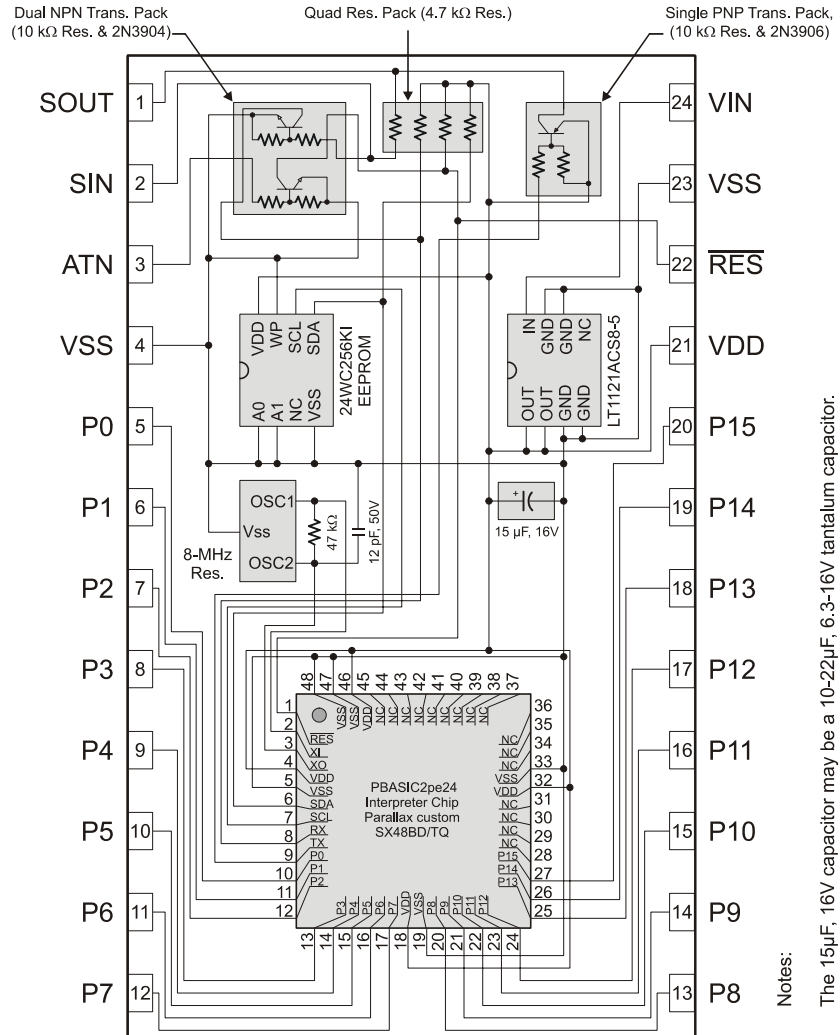 Dual NPN Trans. Pack
(10 kΩ Res. & 2N3904)
Quad Res. Pack (4.7 kΩ Res.)
Single PNP Trans. Pack,
(10 kΩ Res. & 2N3906)
SOUT 1
SIN 2
ATN 3
VSS 4
P0 5
P1 6
P2 7
P3 8
P4 9
P5 10
P6 11
P7 12
24 VIN
23 VSS
22 RES
21 VDD
20 P15
19 P14
18 P13
17 P12
16 P11
15 P10
14 P9
13 P8
VDD WP SCL SDA
A0 A1 NC VSS
24WC256KI
EEPROM
IN GND GND NC
OUT OUT GND GND
LT1121ACS8-5
OSC1
Vss
OSC2
8-MHz
Res.
47 kΩ
12 pF, 50V
+
15 µF, 16V
48 47 46 45 44 43 42 41 40 39 38 37
VSS VSS VDD NC NC NC NC NC NC NC
1
2
3
4
5
6
7
8
9
10
11
12
RES
XI
XO
VDD
VSS
SDA
SCL
RX
TX
P0
P1
P2
PBASIC2pe24
Interpreter Chip
Parallax custom
SX48BD/TQ
36
35
34
33
32
31
30
29
28
27
26
25
NC
NC
NC
VSS
VDD
NC
NC
NC
NC
P15
P14
P13
P3 P4 P5 P6 P7 VDD VSS P8 P9 P10 P11 P12
13 14 15 16 17 18 19 20 21 22 23 24
Notes:
The 15µF, 16V capacitor may be a 10-22µF, 6.3-16V tantalum capacitor.